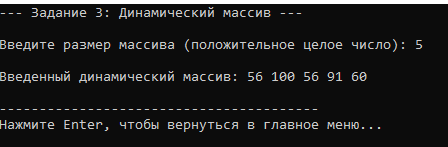 --- Задание 3: Динамический массив ---
Введите размер массива (положительное целое число): 5
Введенный динамический массив: 56 100 56 91 60
----------------------------------------
Нажмите Enter, чтобы вернуться в главное меню...